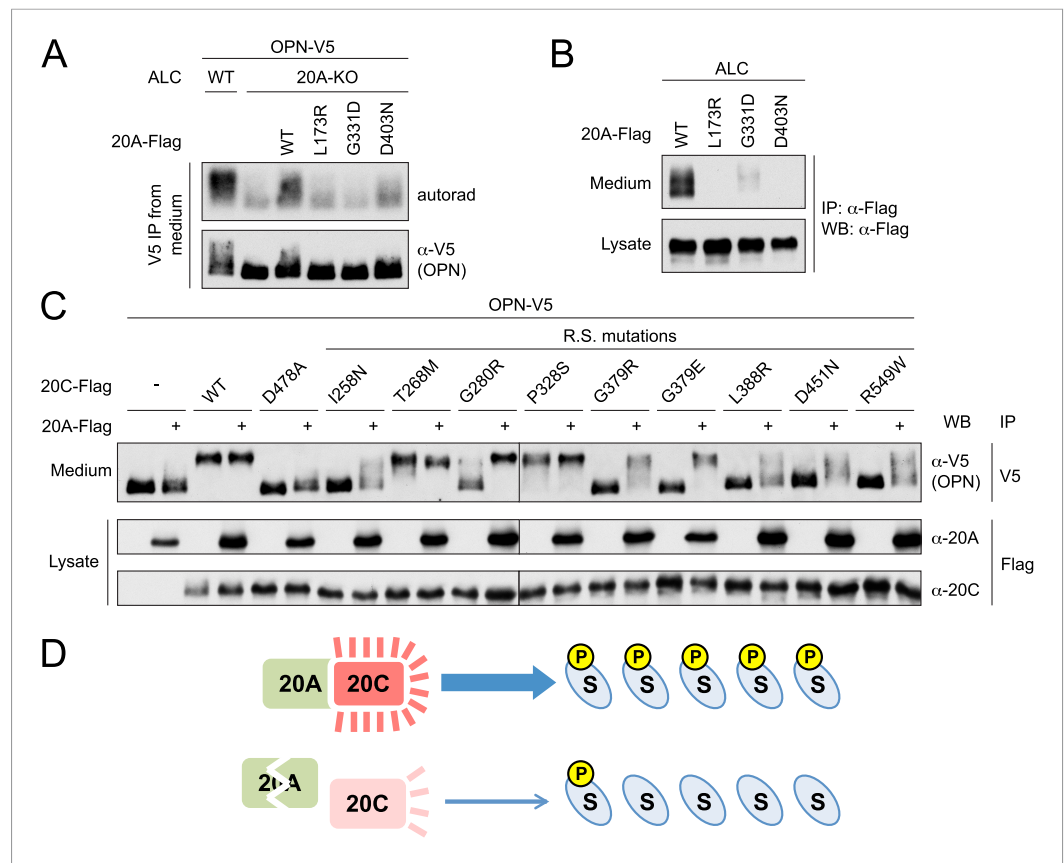 A
OPN-V5
ALC WT 20A-KO
20A-Flag WT L173R G331D D403N
V5 IP from
medium
autorad
α-V5
(OPN)
B
ALC
20A-Flag WT L173R G331D D403N
Medium
Lysate
IP: α-Flag
WB: α-Flag
C
OPN-V5
R.S. mutations
20C-Flag - WT D478A I258N T268M G280R P328S G379R G379E L388R D451N R549W
20A-Flag + + + + + + + + + + + + WB IP
Medium α-V5
(OPN) V5
Lysate α-20A
α-20C Flag
D
20A 20C P P P P P
S S S S S
20A 20C P
S S S S S